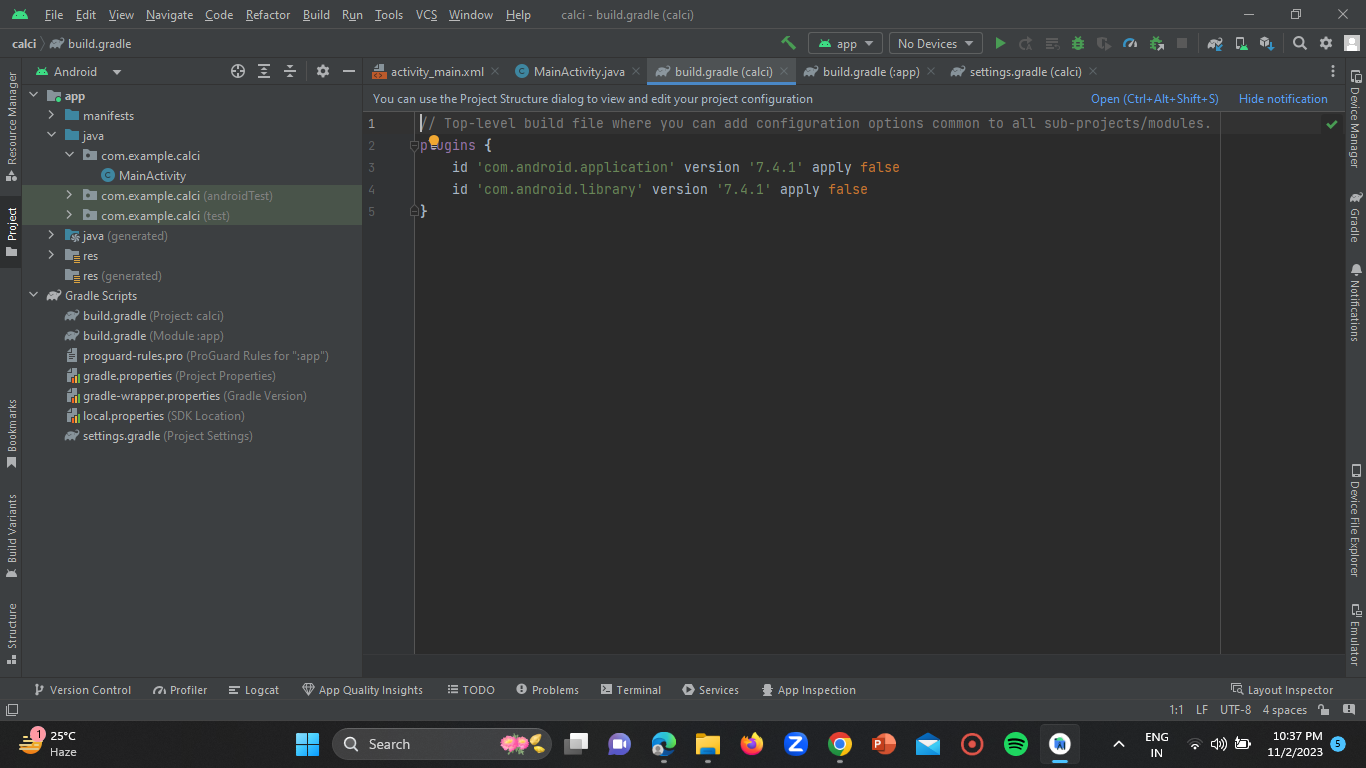 File Edit View Navigate Code Refactor Build Run Tools VCS Window Help calci - build.gradle (calci)
calci build.gradle app No Devices
Android activity_main.xml MainActivity.java build.gradle (calci) build.gradle (:app) settings.gradle (calci)
You can use the Project Structure dialog to view and edit your project configuration Open (Ctrl+Alt+Shift+S) Hide notification
Resource Manager
Project
Bookmarks
Build Variants
Structure
app
manifests
java
com.example.calci
MainActivity
com.example.calci (androidTest)
com.example.calci (test)
java (generated)
res
res (generated)
Gradle Scripts
build.gradle (Project: calci)
build.gradle (Module :app)
proguard-rules.pro (ProGuard Rules for ":app")
gradle.properties (Project Properties)
gradle-wrapper.properties (Gradle Version)
local.properties (SDK Location)
settings.gradle (Project Settings)
1 // Top-level build file where you can add configuration options common to all sub-projects/modules.
2 plugins {
3 id 'com.android.application' version '7.4.1' apply false
4 id 'com.android.library' version '7.4.1' apply false
5 }
Device Manager
Gradle
Notifications
Device File Explorer
Emulator
Version Control Profiler Logcat App Quality Insights TODO Problems Terminal Services App Inspection Layout Inspector
1:1 LF UTF-8 4 spaces
1 25°C
Haze
Search
ENG
IN
10:37 PM
11/2/2023
5